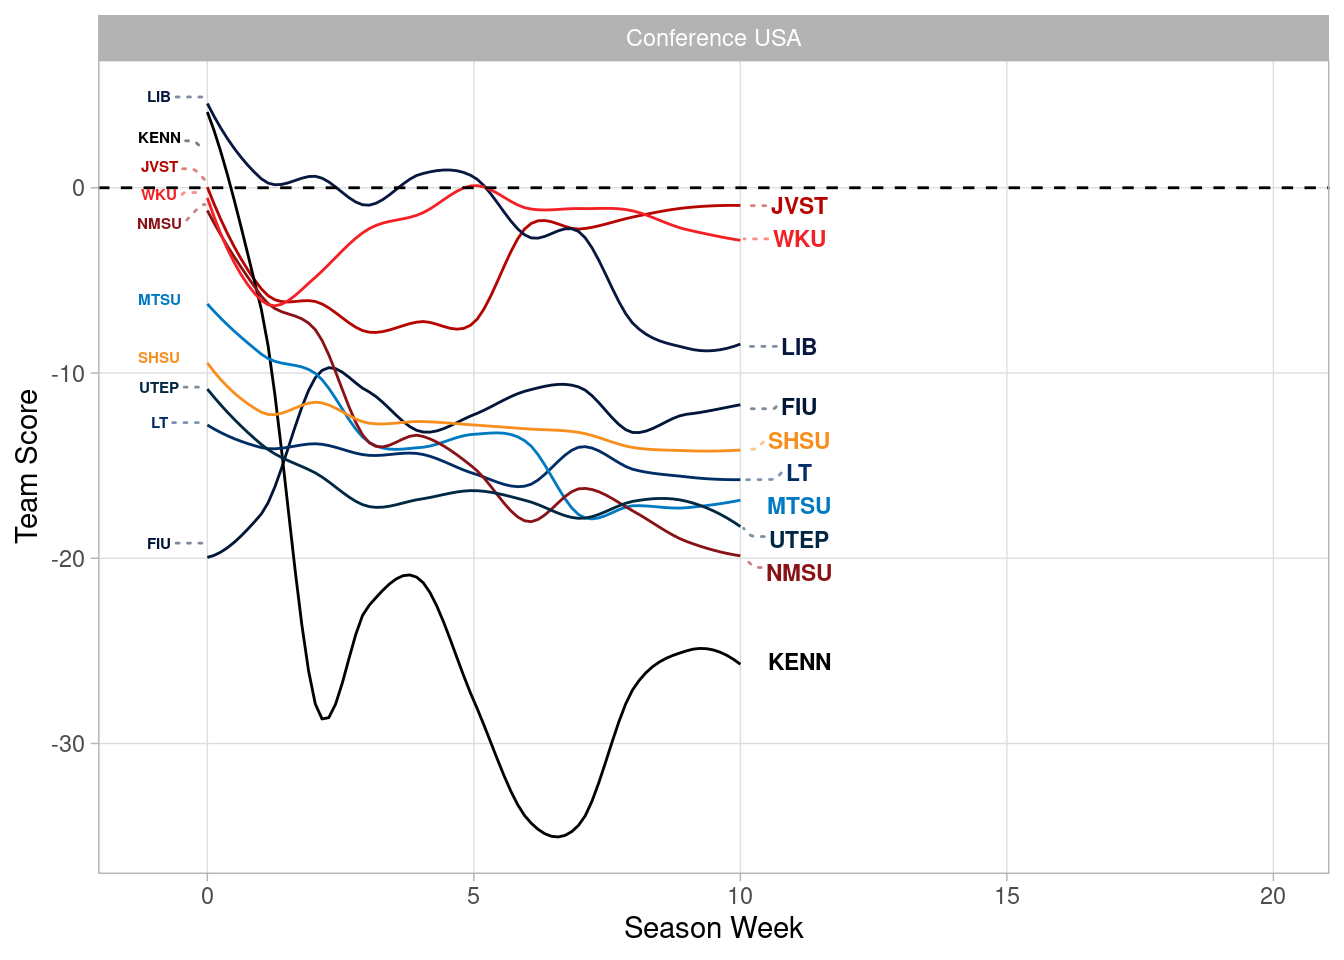 Conference USA
LIB
KENN
JVST
WKU
NMSU
MTSU
SHSU
UTEP
LT
FIU
JVST
WKU
LIB
FIU
SHSU
LT
MTSU
UTEP
NMSU
KENN
0
-10
-20
-30
Team Score
0 5 10 15 20
Season Week